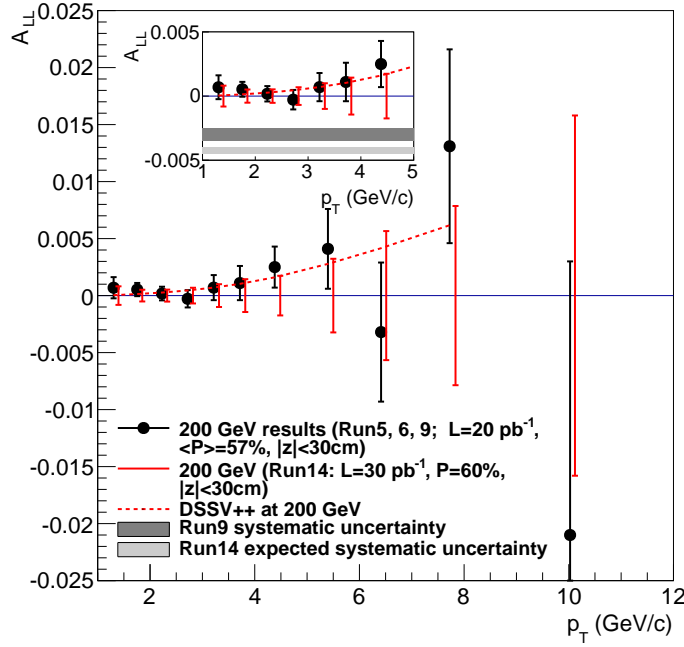 A_LL
0.025
0.02
0.015
0.01
0.005
0
-0.005
-0.01
-0.015
-0.02
-0.025
A_LL
0.005
0
-0.005
1 2 3 4 5
p_T (GeV/c)
200 GeV results (Run5, 6, 9;  L=20 pb⁻¹,
<P>=57%, |z|<30cm)
200 GeV (Run14: L=30 pb⁻¹, P=60%,
|z|<30cm)
DSSV++ at 200 GeV
Run9 systematic uncertainty
Run14 expected systematic uncertainty
2 4 6 8 10 12
p_T (GeV/c)